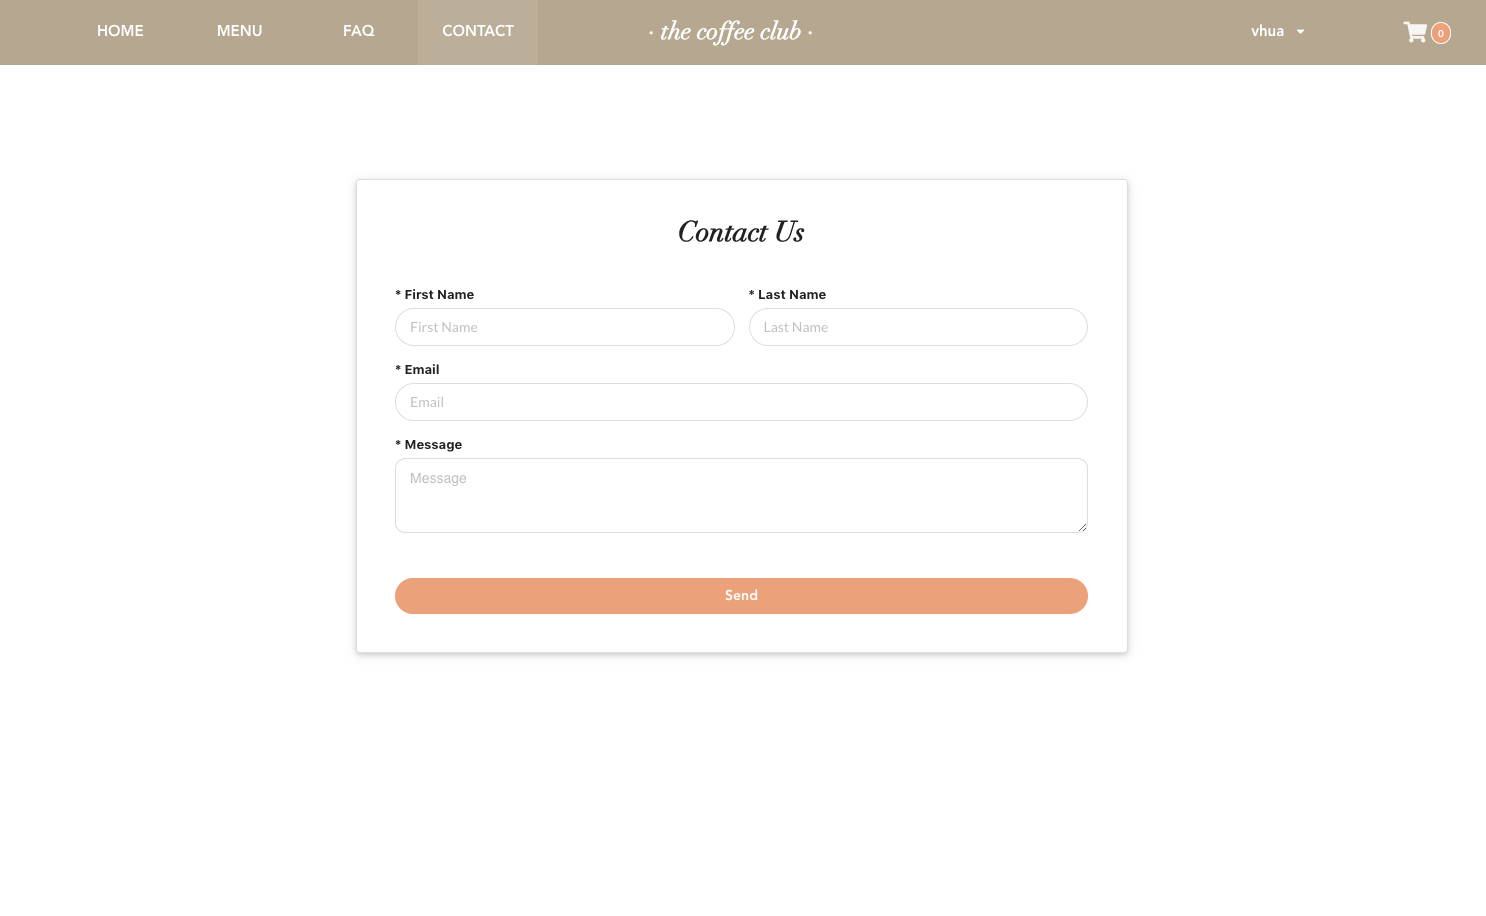 HOME MENU FAQ CONTACT · the coffee club · vhua 0
Contact Us
* First Name * Last Name
First Name Last Name
* Email
Email
* Message
Message
Send